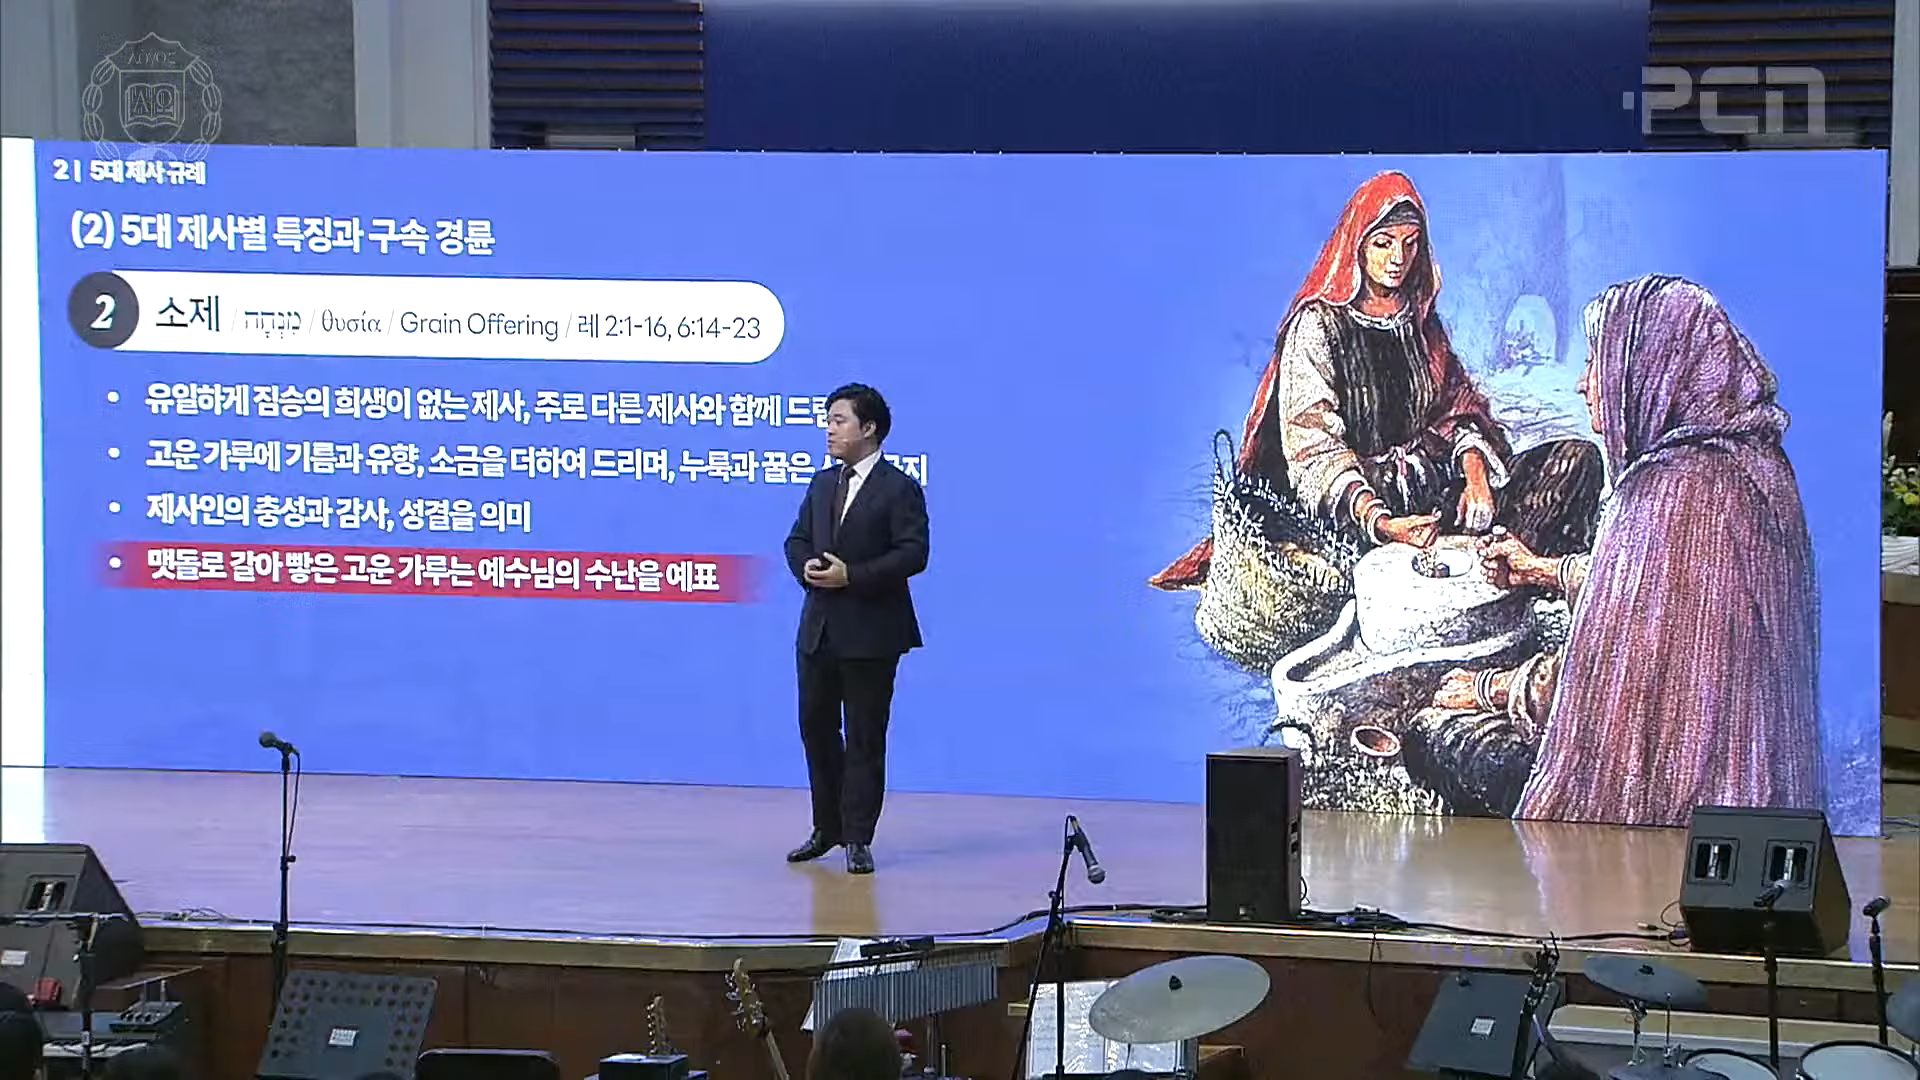 ΛΟΓΟΣ
ΑΩ
PCN
2 | 5대 제사 규례
(2) 5대 제사별 특징과 구속 경륜
2 소제 / מִנְחָה / θυσία / Grain Offering / 레 2:1-16, 6:14-23
• 유일하게 짐승의 희생이 없는 제사, 주로 다른 제사와 함께
• 고운 가루에 기름과 유향, 소금을 더하여 드리며, 누룩과 꿀은
• 제사인의 충성과 감사, 성결을 의미
• 맷돌로 갈아 빻은 고운 가루는 예수님의 수난을 예표